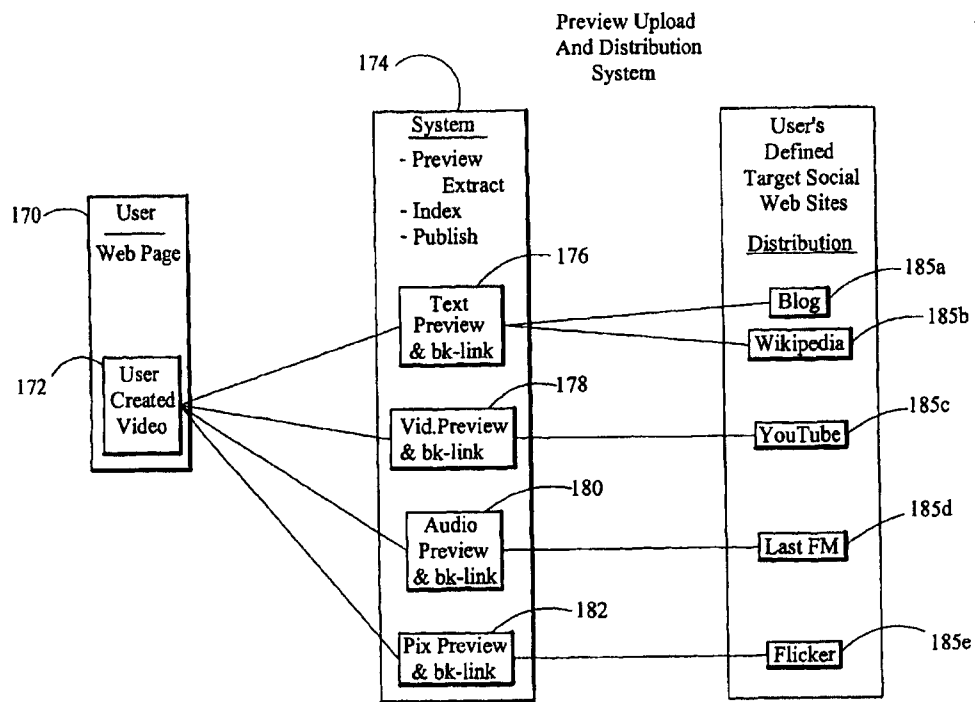 Preview Upload
And Distribution
System
174
System
- Preview
Extract
- Index
- Publish
User's
Defined
Target Social
Web Sites
Distribution
170
User
Web Page
172
User
Created
Video
176
Text
Preview
& bk-link
178
Vid.Preview
& bk-link
180
Audio
Preview
& bk-link
182
Pix Preview
& bk-link
185a
Blog
185b
Wikipedia
185c
YouTube
185d
Last FM
185e
Flicker